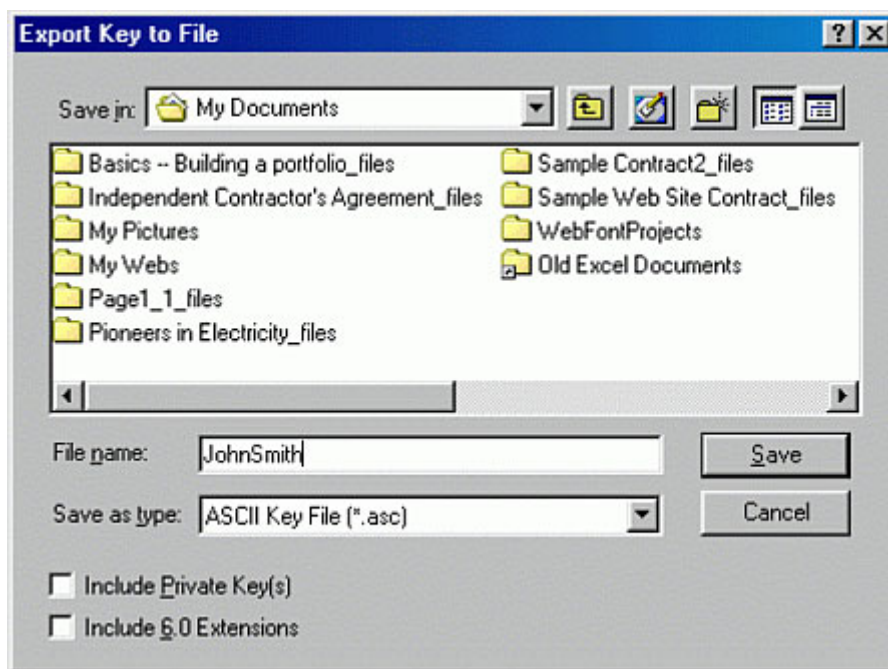 Export Key to File
Save in: My Documents
Basics -- Building a portfolio_files
Independent Contractor's Agreement_files
My Pictures
My Webs
Page1_1_files
Pioneers in Electricity_files
Sample Contract2_files
Sample Web Site Contract_files
WebFontProjects
Old Excel Documents
File name: JohnSmith
Save
Save as type: ASCII Key File (*.asc)
Cancel
Include Private Key(s)
Include 6.0 Extensions